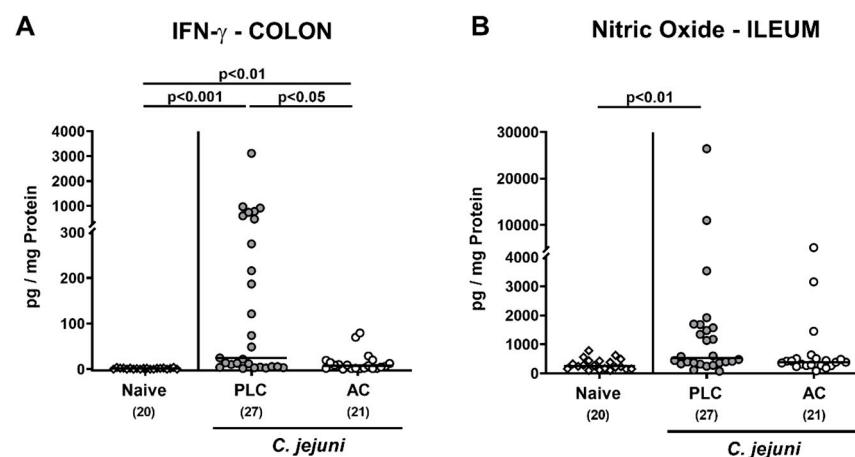 A
IFN-γ - COLON
p<0.01
p<0.001
p<0.05
pg / mg Protein
4000
3000
2000
1000
300
200
100
0
Naive
PLC
AC
(20)
(27)
(21)
C. jejuni
B
Nitric Oxide - ILEUM
p<0.01
pg / mg Protein
30000
20000
10000
4000
3000
2000
1000
0
Naive
PLC
AC
(20)
(27)
(21)
C. jejuni